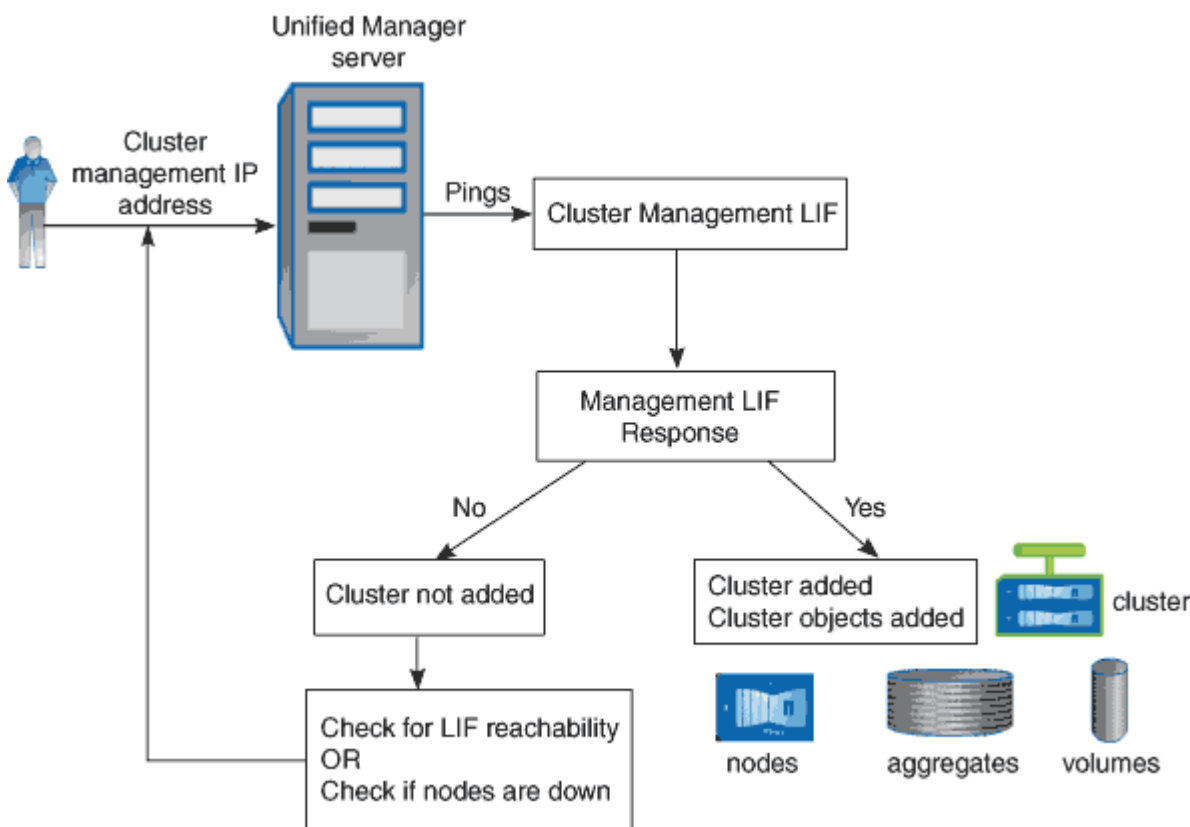 Unified Manager
server
Cluster
management IP
address
Pings
Cluster Management LIF
Management LIF
Response
No
Yes
Cluster not added
Cluster added
Cluster objects added
cluster
Check for LIF reachability
OR
Check if nodes are down
nodes
aggregates
volumes